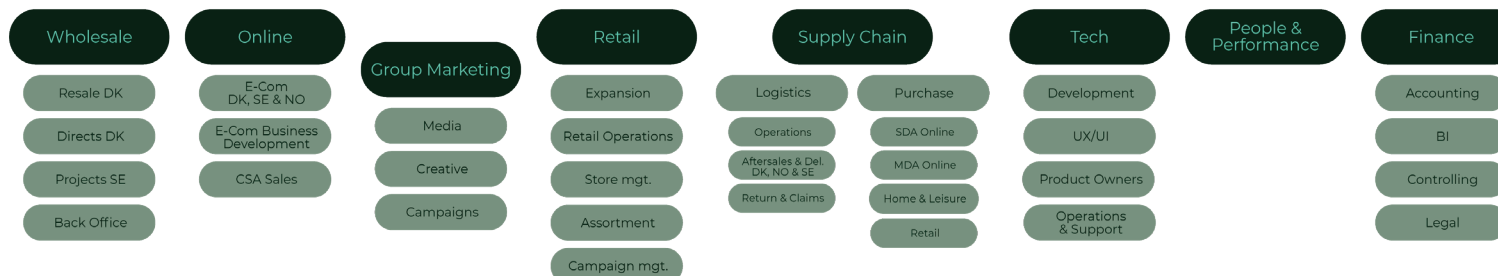 Wholesale
Resale DK
Directs DK
Projects SE
Back Office
Online
E-Com
DK, SE & NO
E-Com Business
Development
CSA Sales
Group Marketing
Media
Creative
Campaigns
Retail
Expansion
Retail Operations
Store mgt.
Assortment
Campaign mgt.
Supply Chain
Logistics
Operations
Aftersales & Del.
DK, NO & SE
Return & Claims
Purchase
SDA Online
MDA Online
Home & Leisure
Retail
Tech
Development
UX/UI
Product Owners
Operations
& Support
People &
Performance
Finance
Accounting
BI
Controlling
Legal